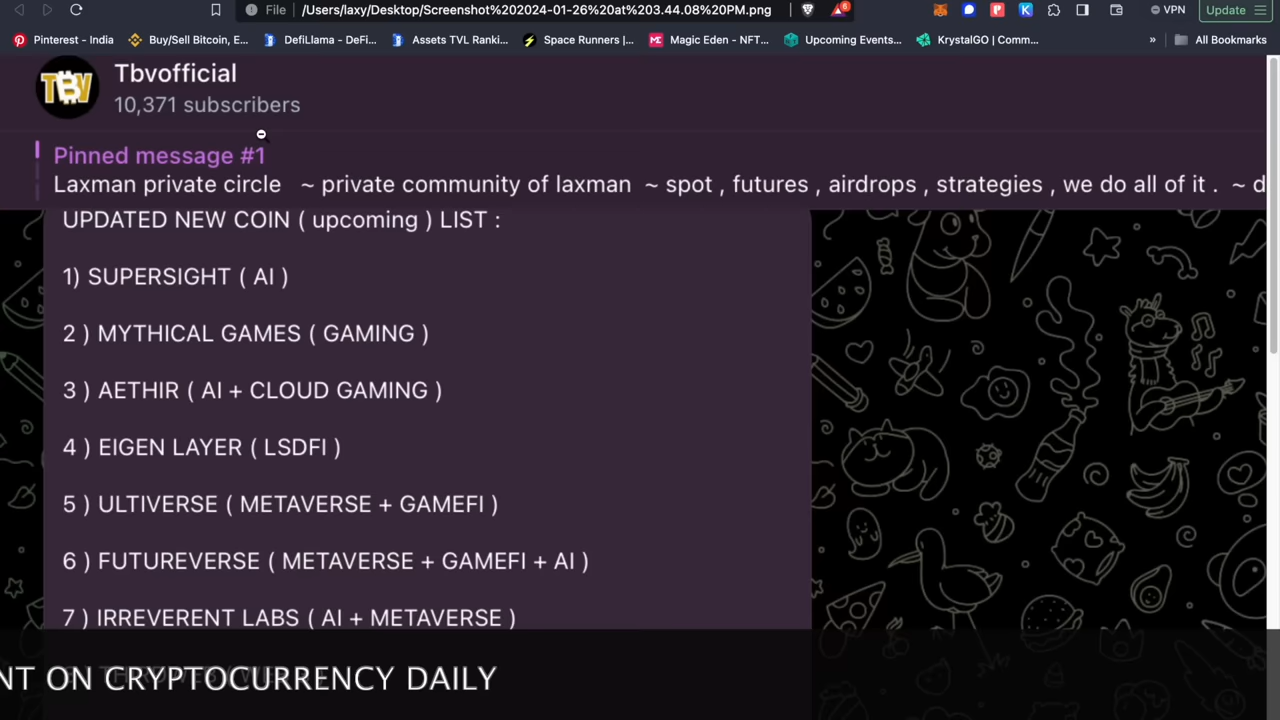 File /Users/laxy/Desktop/Screenshot%202024-01-26%20at%203.44.08%20PM.png 6 VPN Update
Pinterest - India Buy/Sell Bitcoin, E... DefiLlama - DeFi... Assets TVL Ranki... Space Runners |... Magic Eden - NFT... Upcoming Events... KrystalGO | Comm... » All Bookmarks
TBV
Tbvofficial
10,371 subscribers
Pinned message #1
Laxman private circle ~ private community of laxman ~ spot , futures , airdrops , strategies , we do all of it . ~ d
UPDATED NEW COIN ( upcoming ) LIST :
1) SUPERSIGHT ( AI )
2 ) MYTHICAL GAMES ( GAMING )
3 ) AETHIR ( AI + CLOUD GAMING )
4 ) EIGEN LAYER ( LSDFI )
5 ) ULTIVERSE ( METAVERSE + GAMEFI )
6 ) FUTUREVERSE ( METAVERSE + GAMEFI + AI )
7 ) IRREVERENT LABS ( AI + METAVERSE )
NT ON CRYPTOCURRENCY DAILY